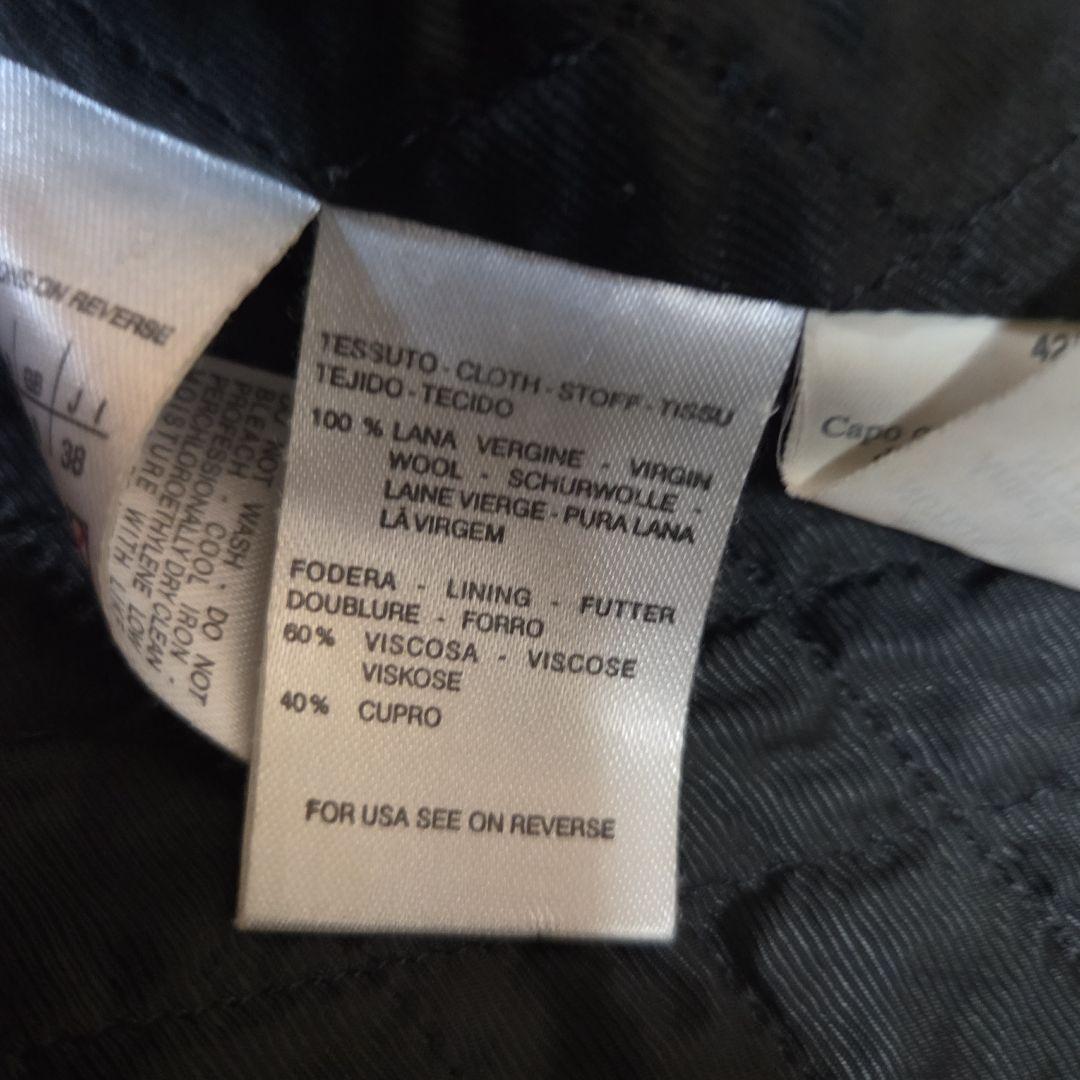 TESSUTO - CLOTH - STOFF - TISSU
TEJIDO - TECIDO
100 % LANA VERGINE - VIRGIN
WOOL - SCHURWOLLE -
LAINE VIERGE - PURA LANA
LÀ VIRGEM
FODERA - LINING - FUTTER
DOUBLURE - FORRO
60% VISCOSA - VISCOSE
VISKOSE
40% CUPRO
FOR USA SEE ON REVERSE
ON REVERSE
GB J I
38
DO NOT WASH - DO NOT
BLEACH - COOL IRON -
PROFESSIONALLY DRY CLEAN -
PERCHLOROETHYLENE LOW
MOISTURE WITH
42
Capo